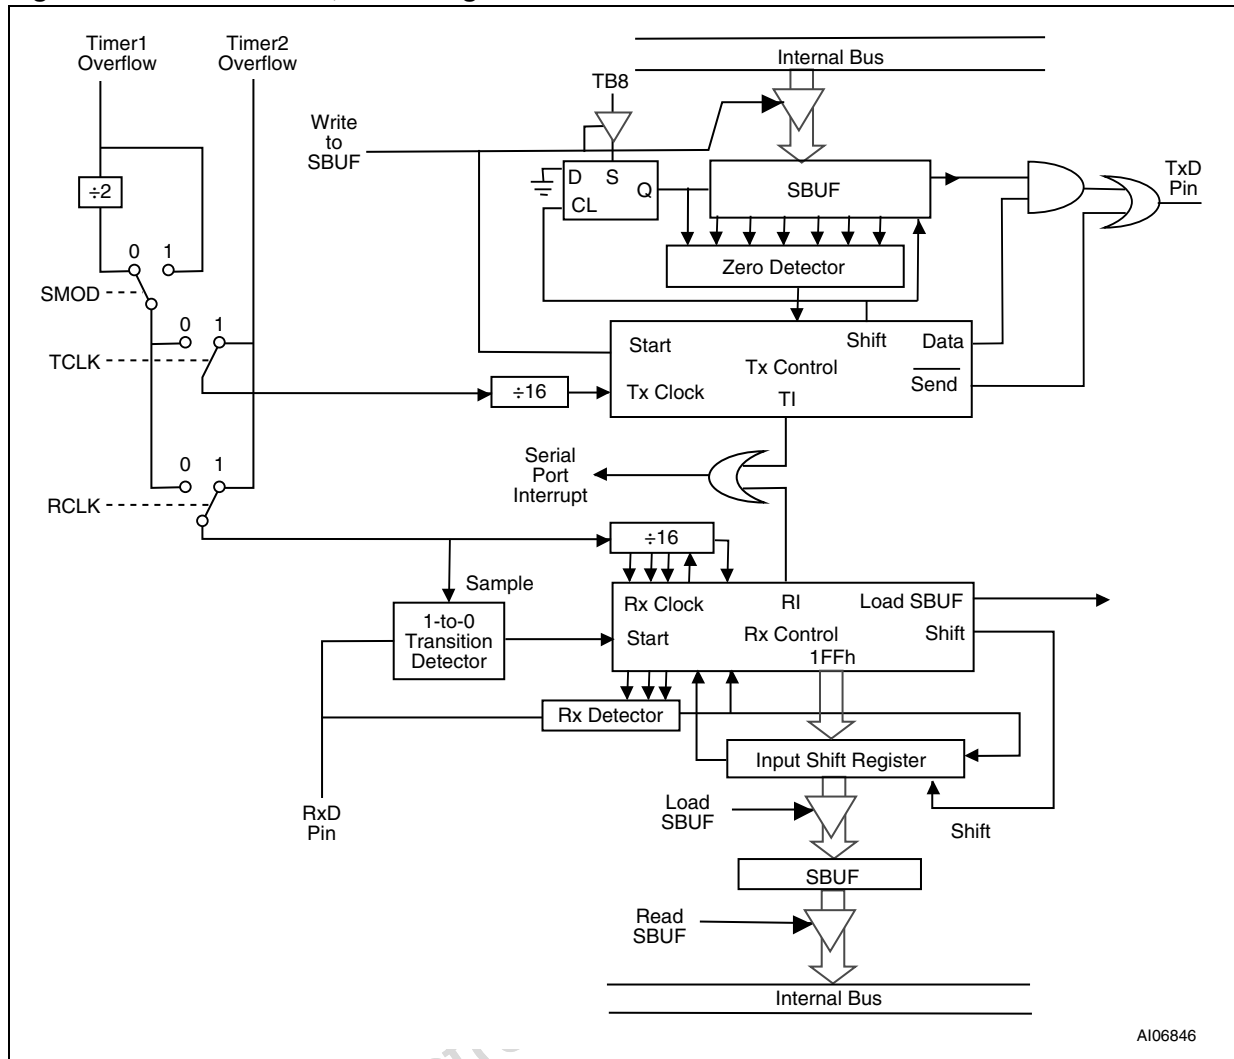 Timer1
Overflow
Timer2
Overflow
Internal Bus
TB8
Write
to
SBUF
÷2
D S
Q
CL
SBUF
TxD
Pin
Zero Detector
0 1
SMOD
0 1
TCLK
Start
Shift
Data
Tx Control
Send
Tx Clock
TI
÷16
Serial
Port
Interrupt
0 1
RCLK
÷16
Sample
Rx Clock
RI
Load SBUF
1-to-0
Transition
Detector
Start
Rx Control
Shift
1FFh
Rx Detector
Input Shift Register
RxD
Pin
Load
SBUF
Shift
SBUF
Read
SBUF
Internal Bus
AI06846